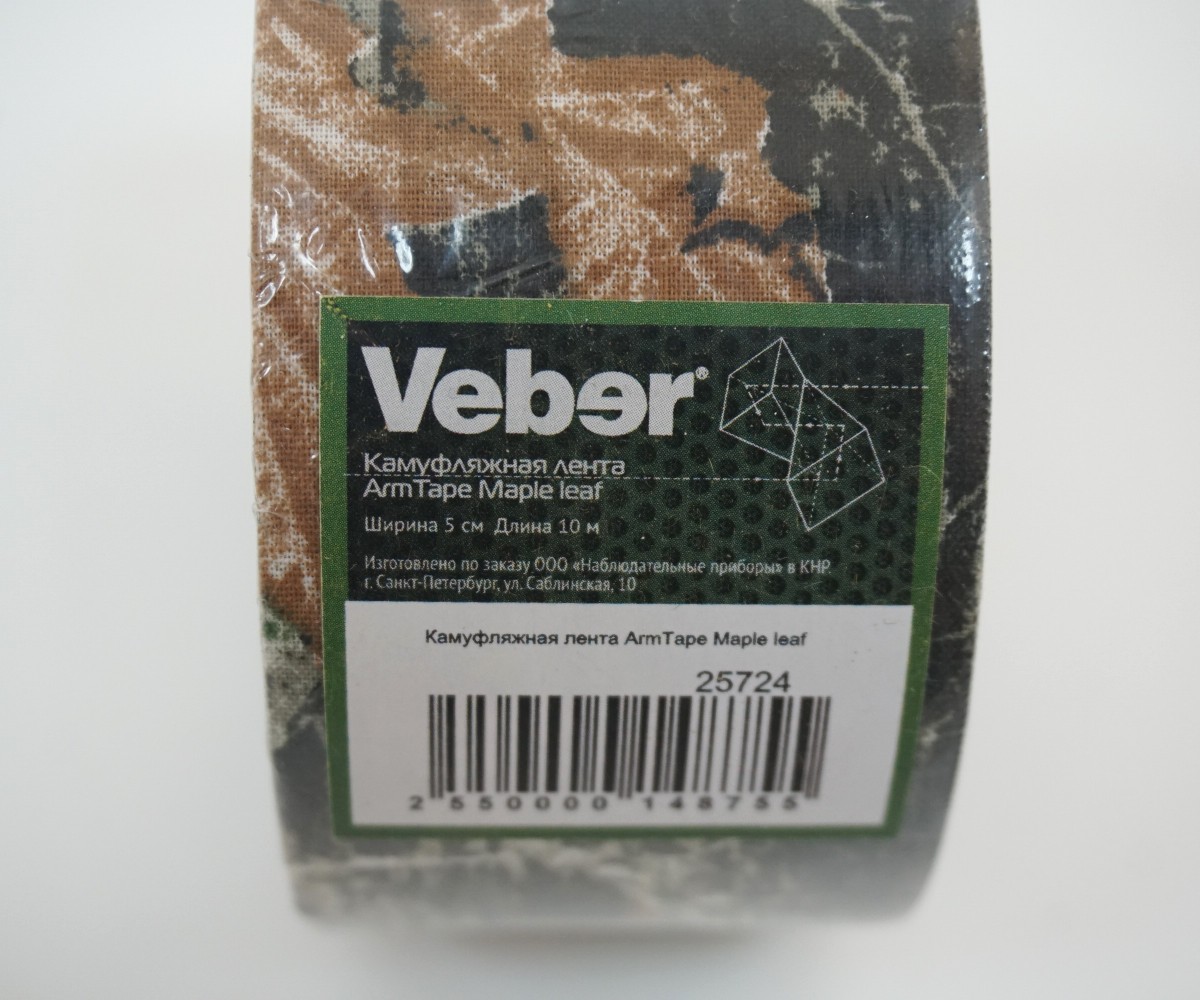 Veber®
Камуфляжная лента
ArmTape Maple leaf
Ширина 5 см Длина 10 м
Изготовлено по заказу ООО «Наблюдательные приборы» в КНР
г. Санкт-Петербург, ул. Саблинская, 10
Камуфляжная лента ArmTape Maple leaf
25724
2 550000 148755